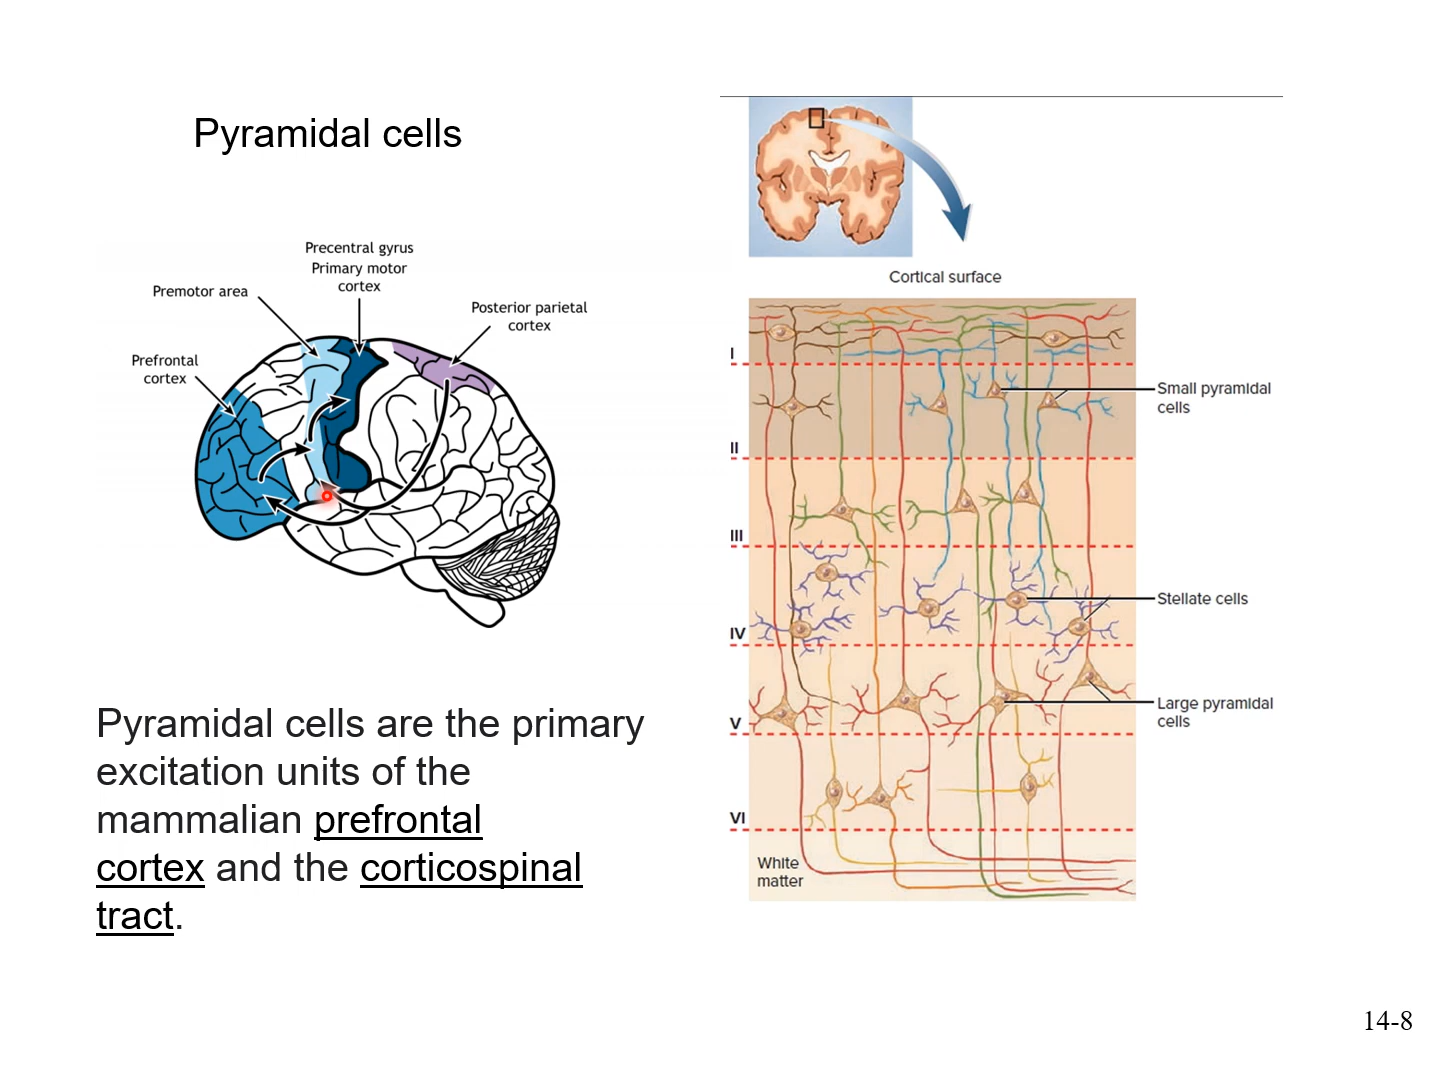 Pyramidal cells
Precentral gyrus
Primary motor
cortex
Premotor area
Posterior parietal
cortex
Prefrontal
cortex
Pyramidal cells are the primary
excitation units of the
mammalian prefrontal
cortex and the corticospinal
tract.
Cortical surface
I
Small pyramidal
cells
II
III
Stellate cells
IV
Large pyramidal
cells
V
VI
White
matter
14-8